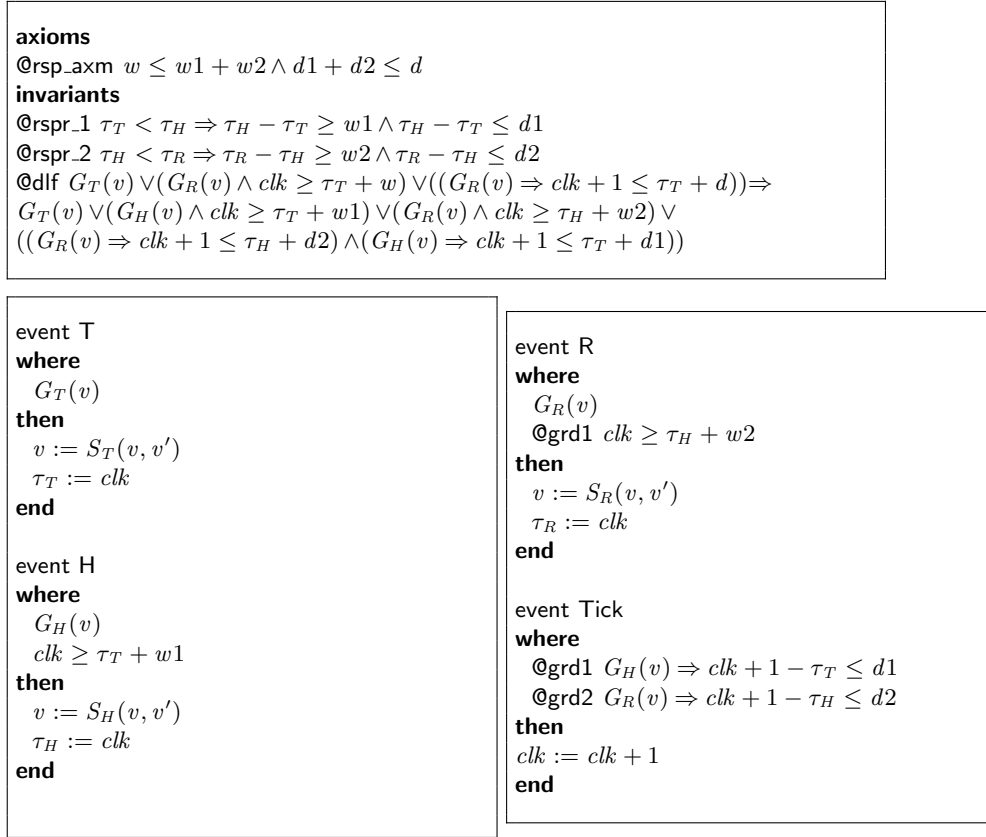 axioms
@rsp_axm w ≤ w1 + w2 ∧ d1 + d2 ≤ d
invariants
@rspr_1 τ_T < τ_H ⇒ τ_H − τ_T ≥ w1 ∧ τ_H − τ_T ≤ d1
@rspr_2 τ_H < τ_R ⇒ τ_R − τ_H ≥ w2 ∧ τ_R − τ_H ≤ d2
@dlf G_T(v) ∨(G_R(v) ∧ clk ≥ τ_T + w) ∨((G_R(v) ⇒ clk + 1 ≤ τ_T + d))⇒
G_T(v) ∨(G_H(v) ∧ clk ≥ τ_T + w1) ∨(G_R(v) ∧ clk ≥ τ_H + w2) ∨
((G_R(v) ⇒ clk + 1 ≤ τ_H + d2) ∧(G_H(v) ⇒ clk + 1 ≤ τ_T + d1))
event T
where
G_T(v)
then
v := S_T(v, v′)
τ_T := clk
end
event H
where
G_H(v)
clk ≥ τ_T + w1
then
v := S_H(v, v′)
τ_H := clk
end
event R
where
G_R(v)
@grd1 clk ≥ τ_H + w2
then
v := S_R(v, v′)
τ_R := clk
end
event Tick
where
@grd1 G_H(v) ⇒ clk + 1 − τ_T ≤ d1
@grd2 G_R(v) ⇒ clk + 1 − τ_H ≤ d2
then
clk := clk + 1
end